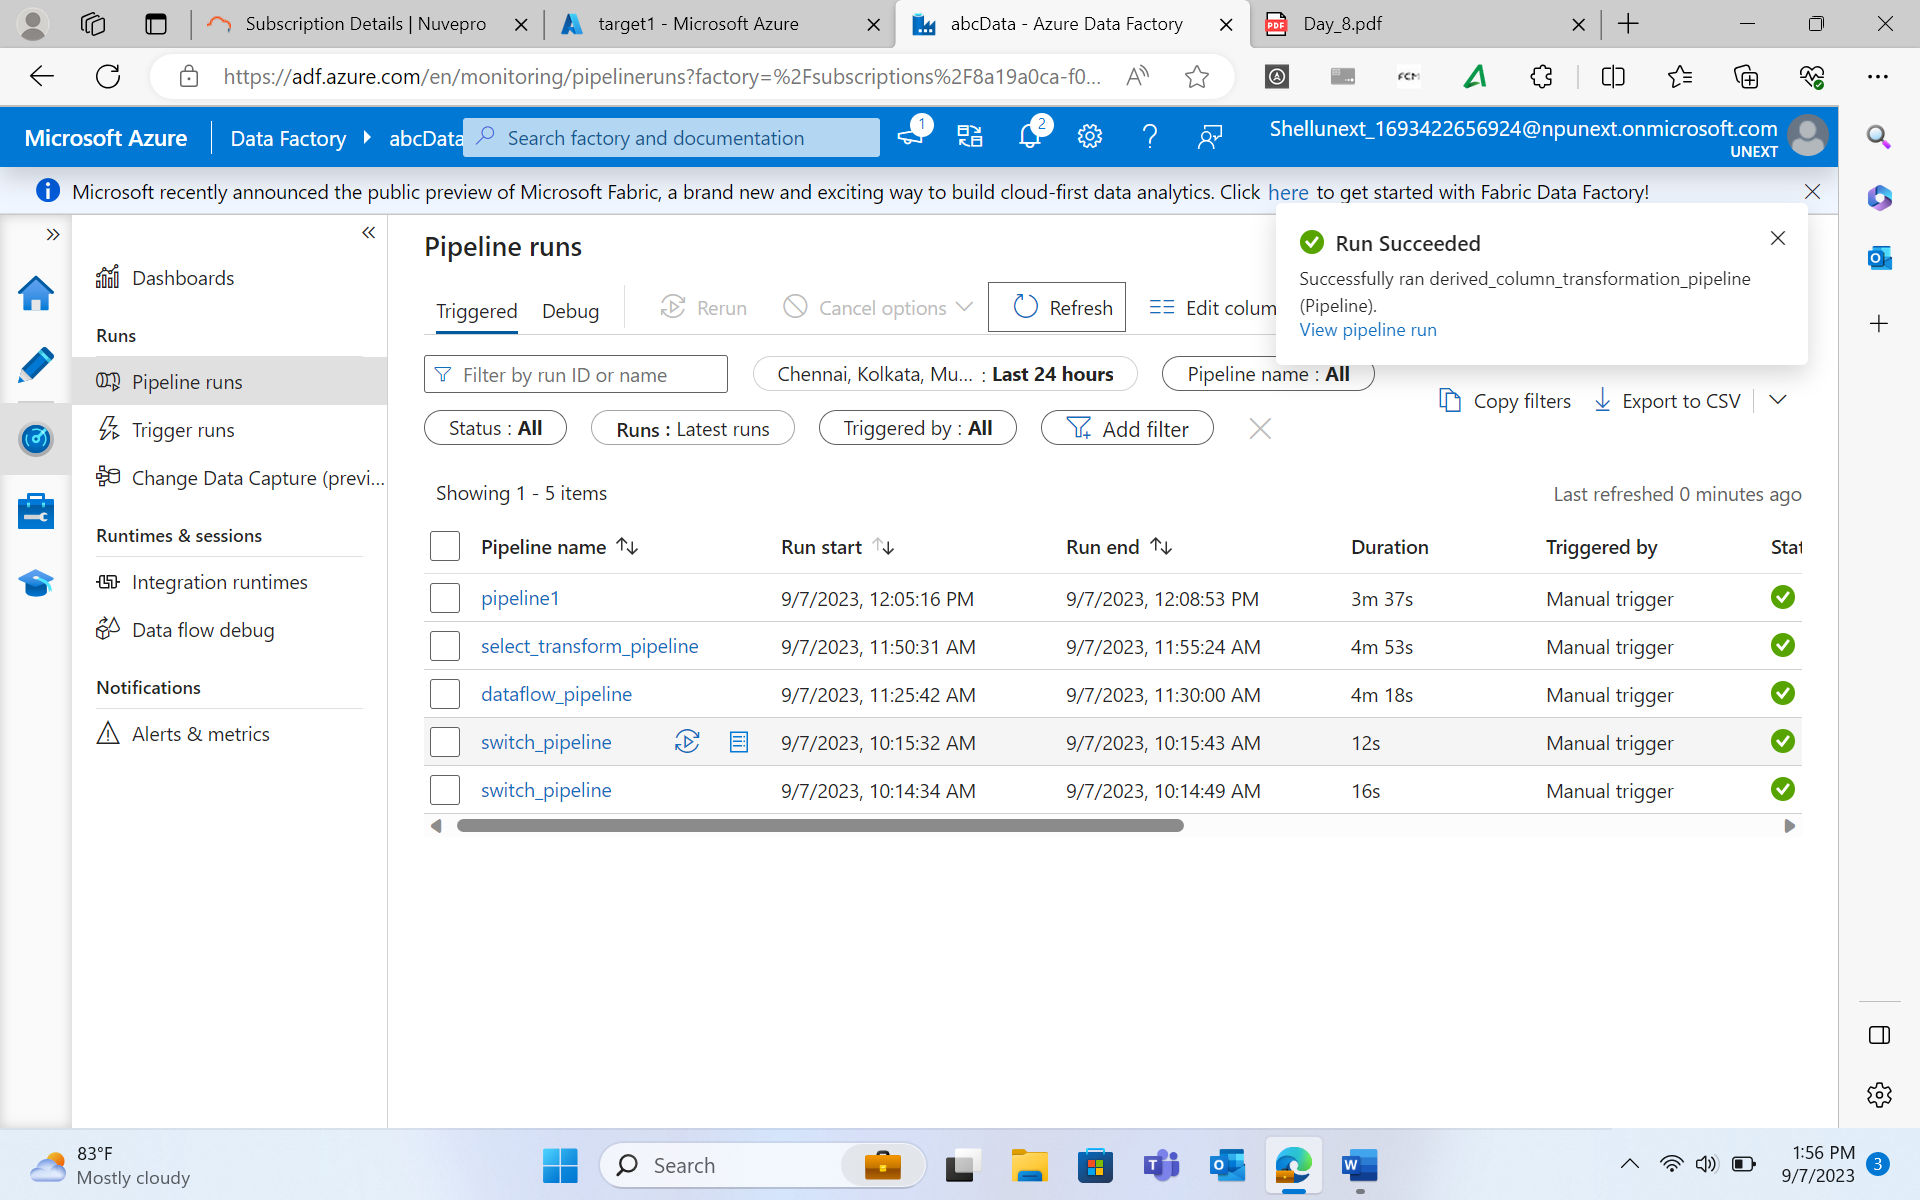 Subscription Details | Nuvepro
target1 - Microsoft Azure
abcData - Azure Data Factory
Day_8.pdf
https://adf.azure.com/en/monitoring/pipelineruns?factory=%2Fsubscriptions%2F8a19a0ca-f0...
Microsoft Azure
Data Factory
abcData
Search factory and documentation
1
2
Shellunext_1693422656924@npunext.onmicrosoft.com
UNEXT
Microsoft recently announced the public preview of Microsoft Fabric, a brand new and exciting way to build cloud-first data analytics. Click here to get started with Fabric Data Factory!
Dashboards
Runs
Pipeline runs
Trigger runs
Change Data Capture (previ...
Runtimes & sessions
Integration runtimes
Data flow debug
Notifications
Alerts & metrics
Pipeline runs
Triggered
Debug
Rerun
Cancel options
Refresh
Edit colum
Run Succeeded
Successfully ran derived_column_transformation_pipeline
(Pipeline).
View pipeline run
Filter by run ID or name
Chennai, Kolkata, Mu... : Last 24 hours
Pipeline name : All
Status : All
Runs : Latest runs
Triggered by : All
Add filter
Copy filters
Export to CSV
Showing 1 - 5 items
Last refreshed 0 minutes ago
Pipeline name Run start Run end Duration Triggered by Stat
pipeline1 9/7/2023, 12:05:16 PM 9/7/2023, 12:08:53 PM 3m 37s Manual trigger
select_transform_pipeline 9/7/2023, 11:50:31 AM 9/7/2023, 11:55:24 AM 4m 53s Manual trigger
dataflow_pipeline 9/7/2023, 11:25:42 AM 9/7/2023, 11:30:00 AM 4m 18s Manual trigger
switch_pipeline 9/7/2023, 10:15:32 AM 9/7/2023, 10:15:43 AM 12s Manual trigger
switch_pipeline 9/7/2023, 10:14:34 AM 9/7/2023, 10:14:49 AM 16s Manual trigger
83°F
Mostly cloudy
Search
1:56 PM
9/7/2023
3